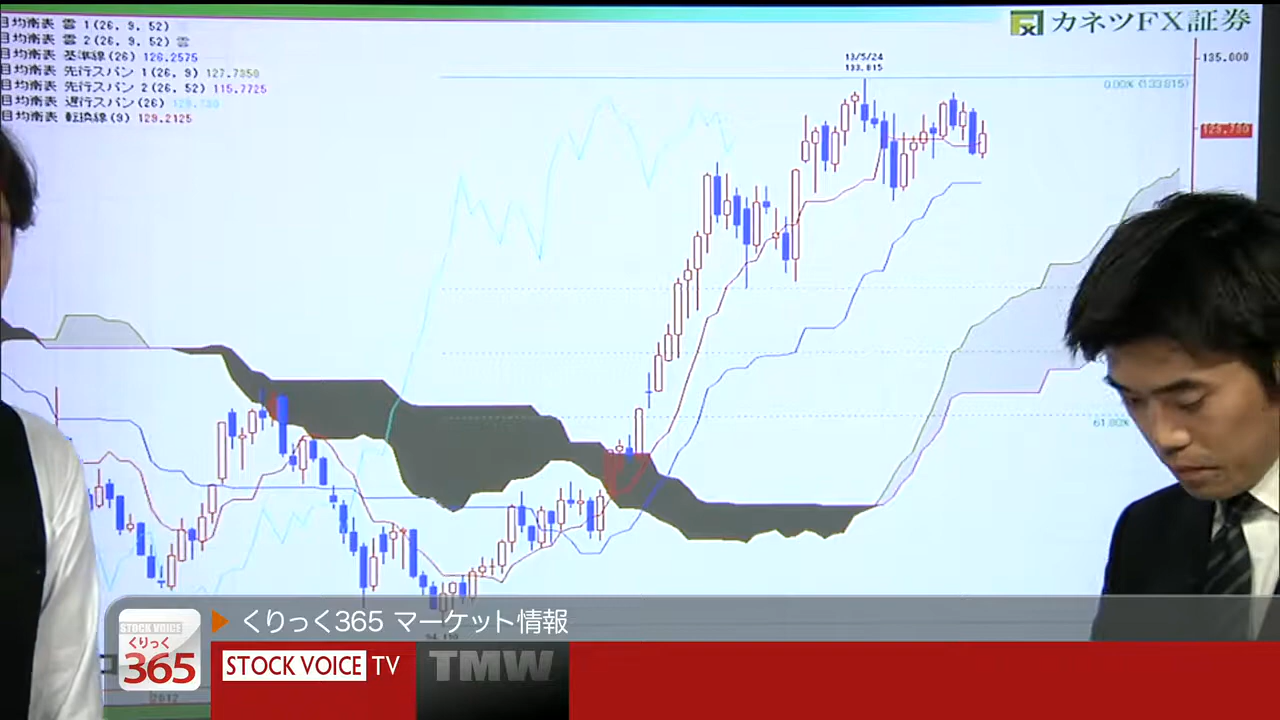 目均衡表 雲 1(26, 9, 52)
目均衡表 雲 2(26, 9, 52) 雲
目均衡表 基準線(26) 126.2575
目均衡表 先行スパン 1(26, 9) 127.7350
目均衡表 先行スパン 2(26, 52) 115.7725
目均衡表 遅行スパン(26)
目均衡表 転換線(9) 129.2125
FX カネツFX証券
13/5/24
133.815
135.000
0.00% (133.815)
61.80%
STOCK VOICE
くりっく
365
くりっく365 マーケット情報
STOCK VOICE TV
TMW
2012